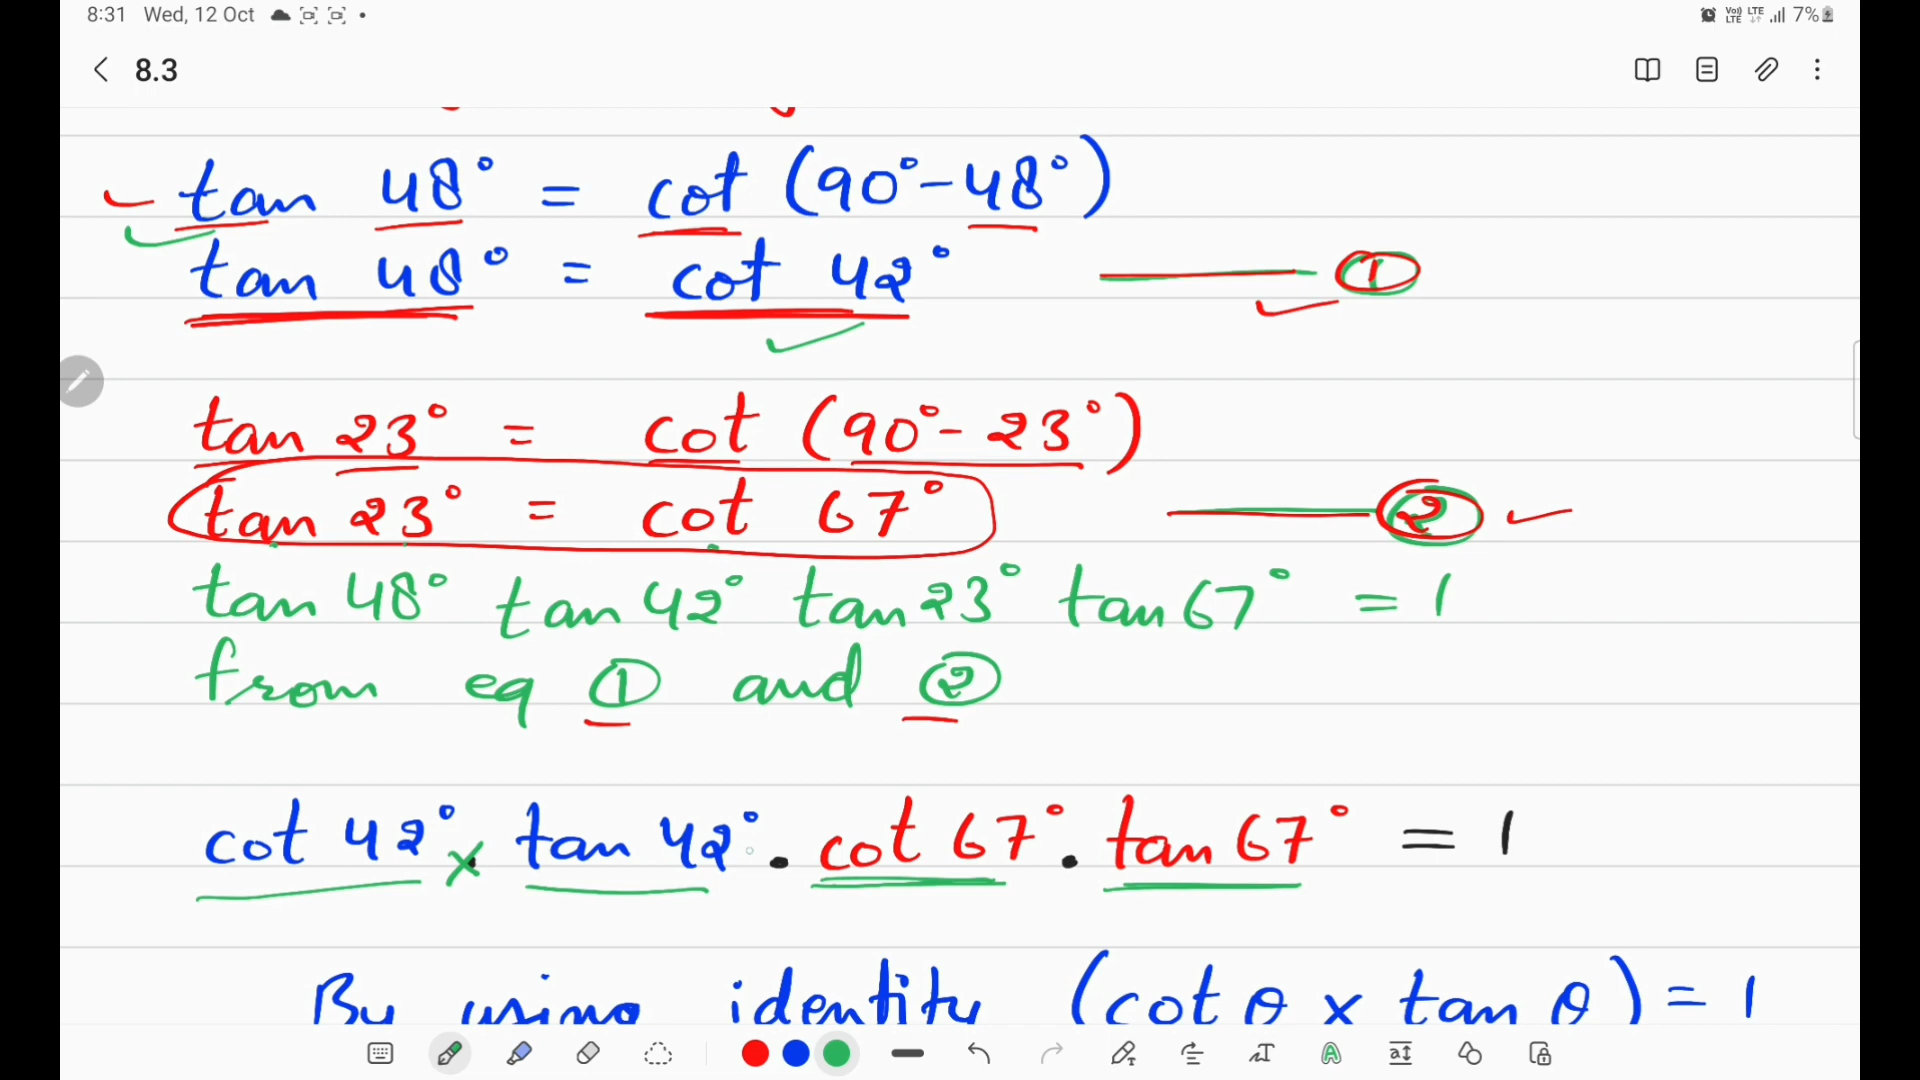 8:31 Wed, 12 Oct 7%
8.3
tan 48° = cot (90°-48°)
tan 48° = cot 42° ①
tan 23° = cot (90°-23°)
tan 23° = cot 67° ②
tan 48° tan 42° tan 23° tan 67° = 1
from eq ① and ②
cot 42° × tan 42° . cot 67° . tan 67° = 1
By using identity (cot θ × tan θ) = 1